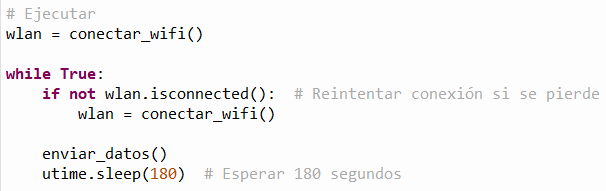 # Ejecutar
wlan = conectar_wifi()
while True:
    if not wlan.isconnected():  # Reintentar conexión si se pierde
        wlan = conectar_wifi()
    enviar_datos()
    utime.sleep(180)  # Esperar 180 segundos